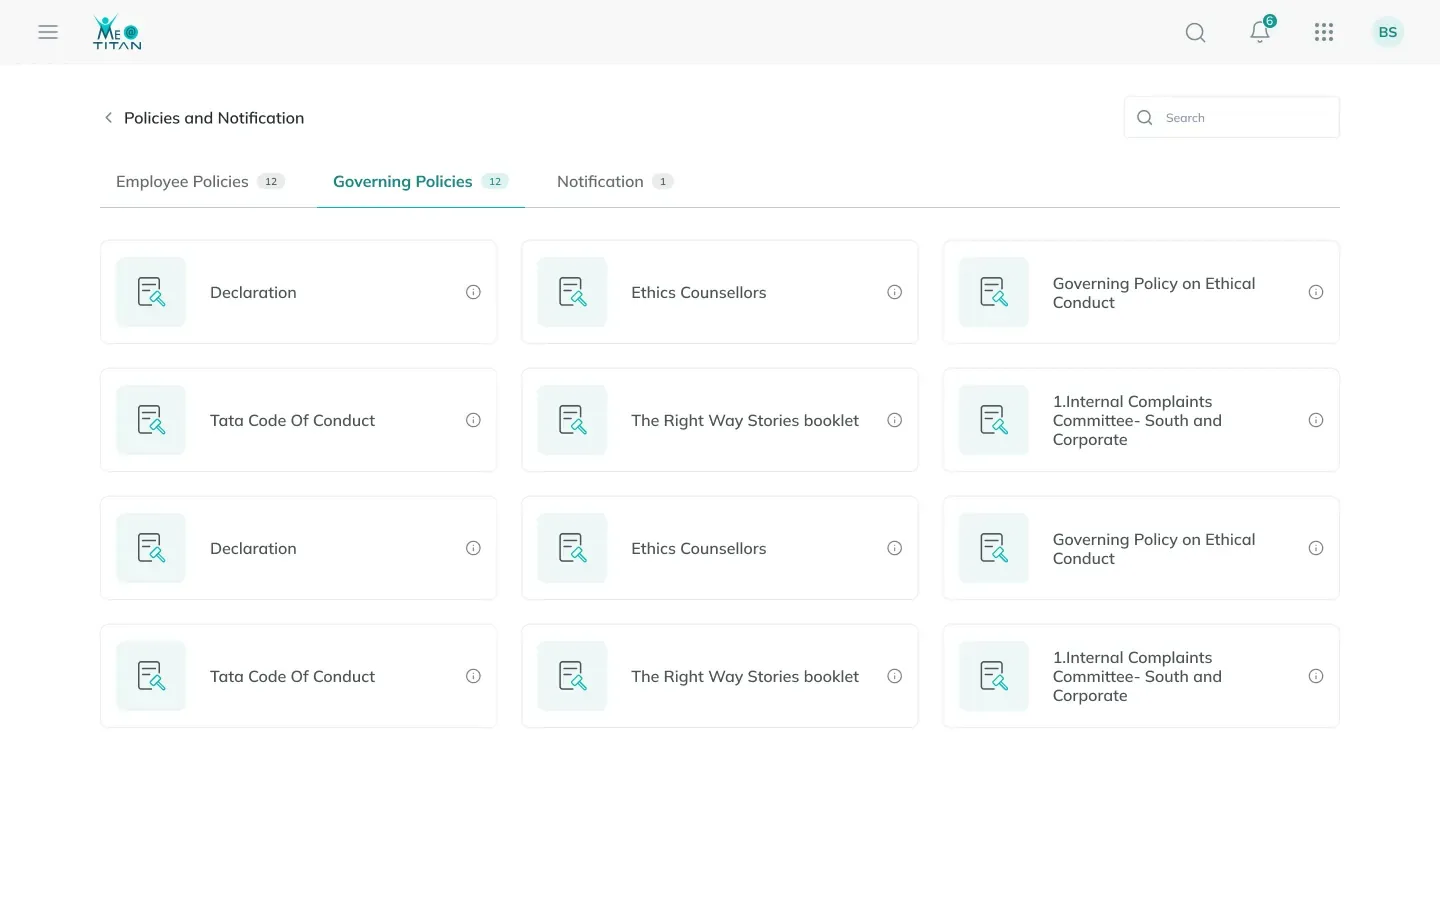 ME @
TITAN
6
BS
Policies and Notification
Search
Employee Policies 12
Governing Policies 12
Notification 1
Declaration
Ethics Counsellors
Governing Policy on Ethical
Conduct
Tata Code Of Conduct
The Right Way Stories booklet
1.Internal Complaints
Committee- South and
Corporate
Declaration
Ethics Counsellors
Governing Policy on Ethical
Conduct
Tata Code Of Conduct
The Right Way Stories booklet
1.Internal Complaints
Committee- South and
Corporate